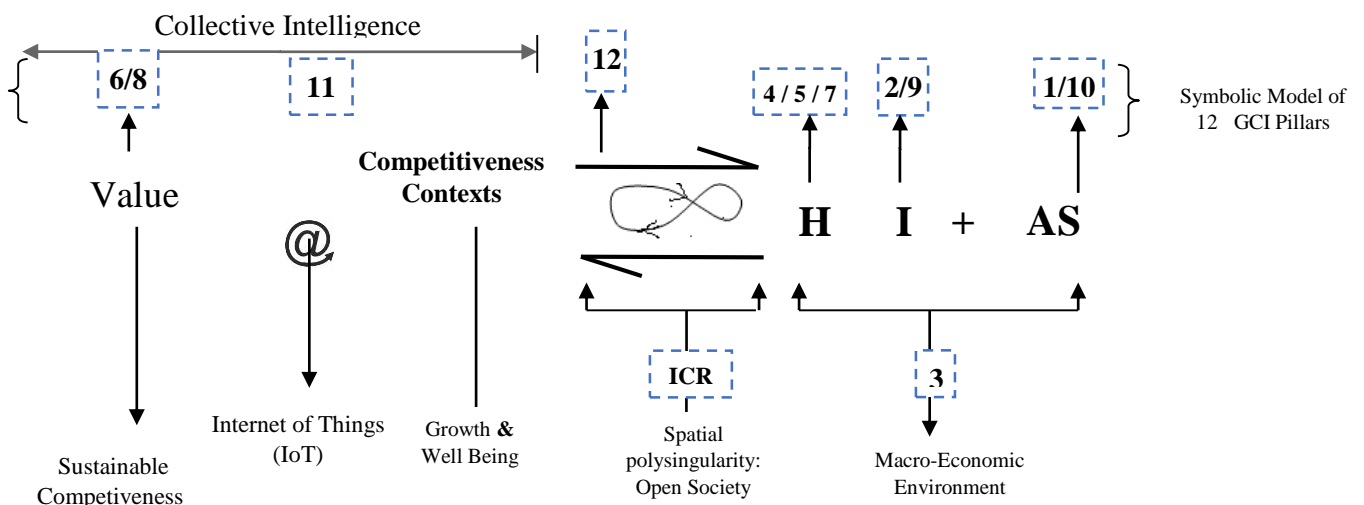 Collective Intelligence
6/8
11
12
4 / 5 / 7
2/9
1/10
Symbolic Model of
12 GCI Pillars
Value
@
Competitiveness
Contexts
H I + AS
ICR
3
Internet of Things
(IoT)
Growth & 
Well Being
Spatial
polysingularity:
Open Society
Macro-Economic
Environment
Sustainable
Competiveness